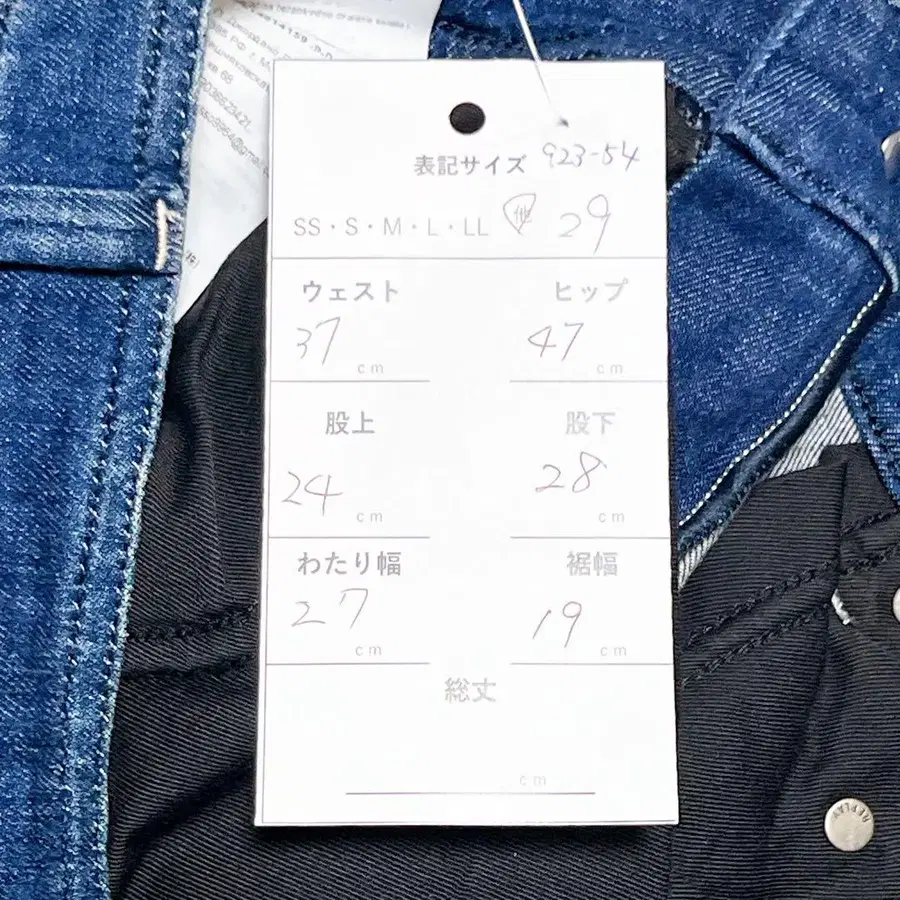 923-54
表記サイズ
SS・S・M・L・LL 他 29
ウェスト ヒップ
37 cm 47 cm
股上 股下
24 cm 28 cm
わたり幅 裾幅
27 cm 19 cm
総丈
cm
REPLAY